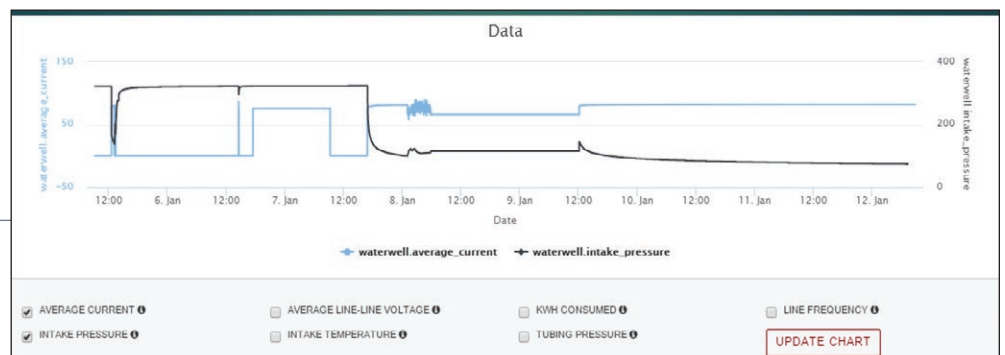 Data
waterwell.average_current
150
50
-50
400
200
0
waterwell.intake_pressure
12:00 6. Jan 12:00 7. Jan 12:00 8. Jan 12:00 9. Jan 12:00 10. Jan 12:00 11. Jan 12:00 12. Jan
Date
waterwell.average_current waterwell.intake_pressure
AVERAGE CURRENT AVERAGE LINE-LINE VOLTAGE KWH CONSUMED LINE FREQUENCY
INTAKE PRESSURE INTAKE TEMPERATURE TUBING PRESSURE UPDATE CHART